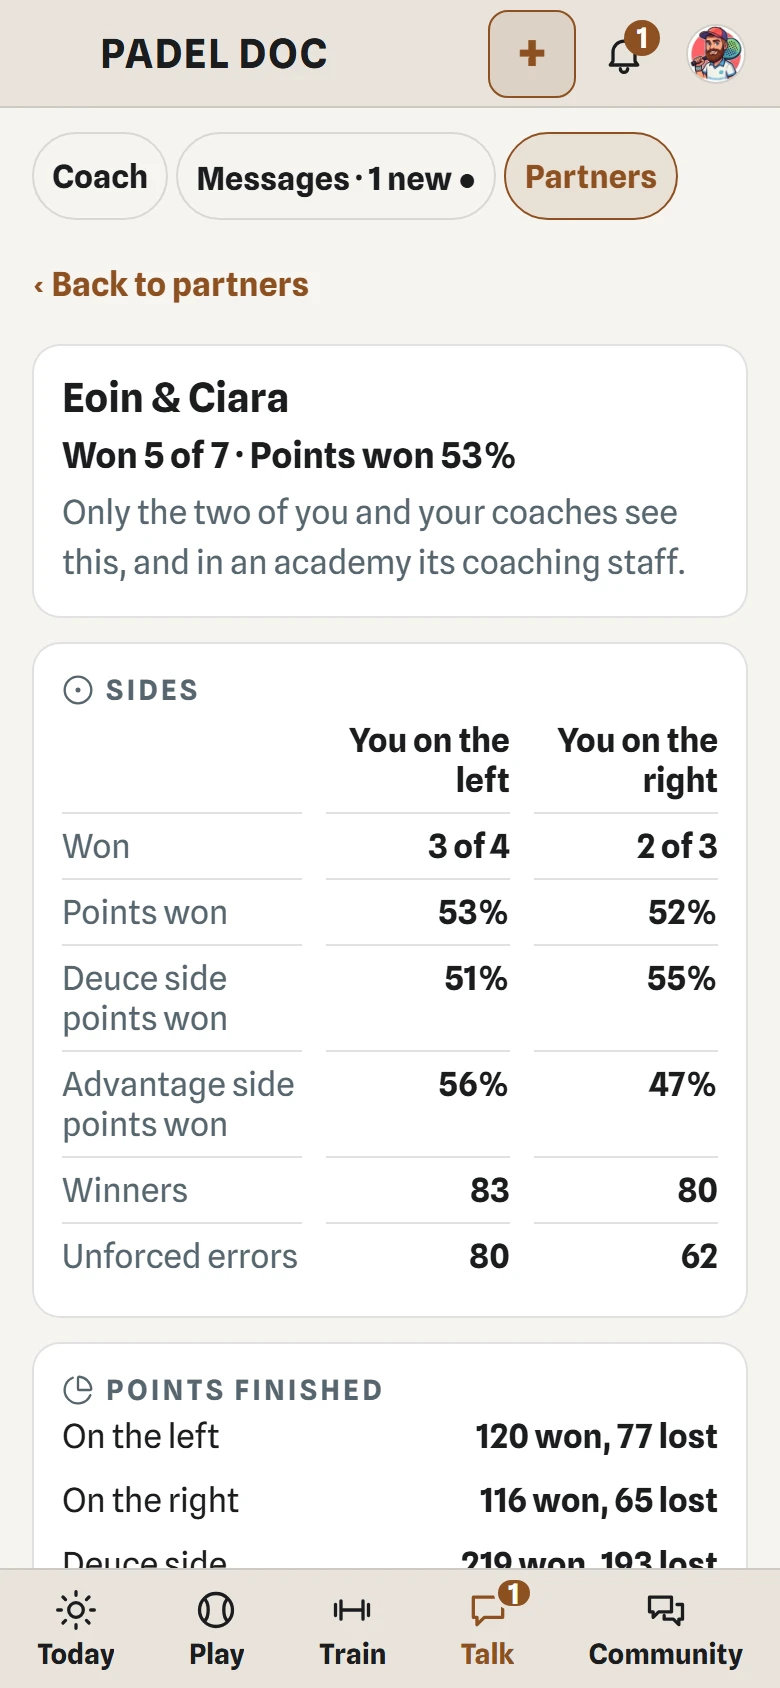 PADEL DOC
+
1
Coach
Messages · 1 new ●
Partners
‹ Back to partners
Eoin & Ciara
Won 5 of 7 · Points won 53%
Only the two of you and your coaches see
this, and in an academy its coaching staff.
SIDES
You on the left
You on the right
Won 3 of 4 2 of 3
Points won 53% 52%
Deuce side points won 51% 55%
Advantage side points won 56% 47%
Winners 83 80
Unforced errors 80 62
POINTS FINISHED
On the left 120 won, 77 lost
On the right 116 won, 65 lost
Deuce side 219 won, 193 lost
1
Today
Play
Train
Talk
Community